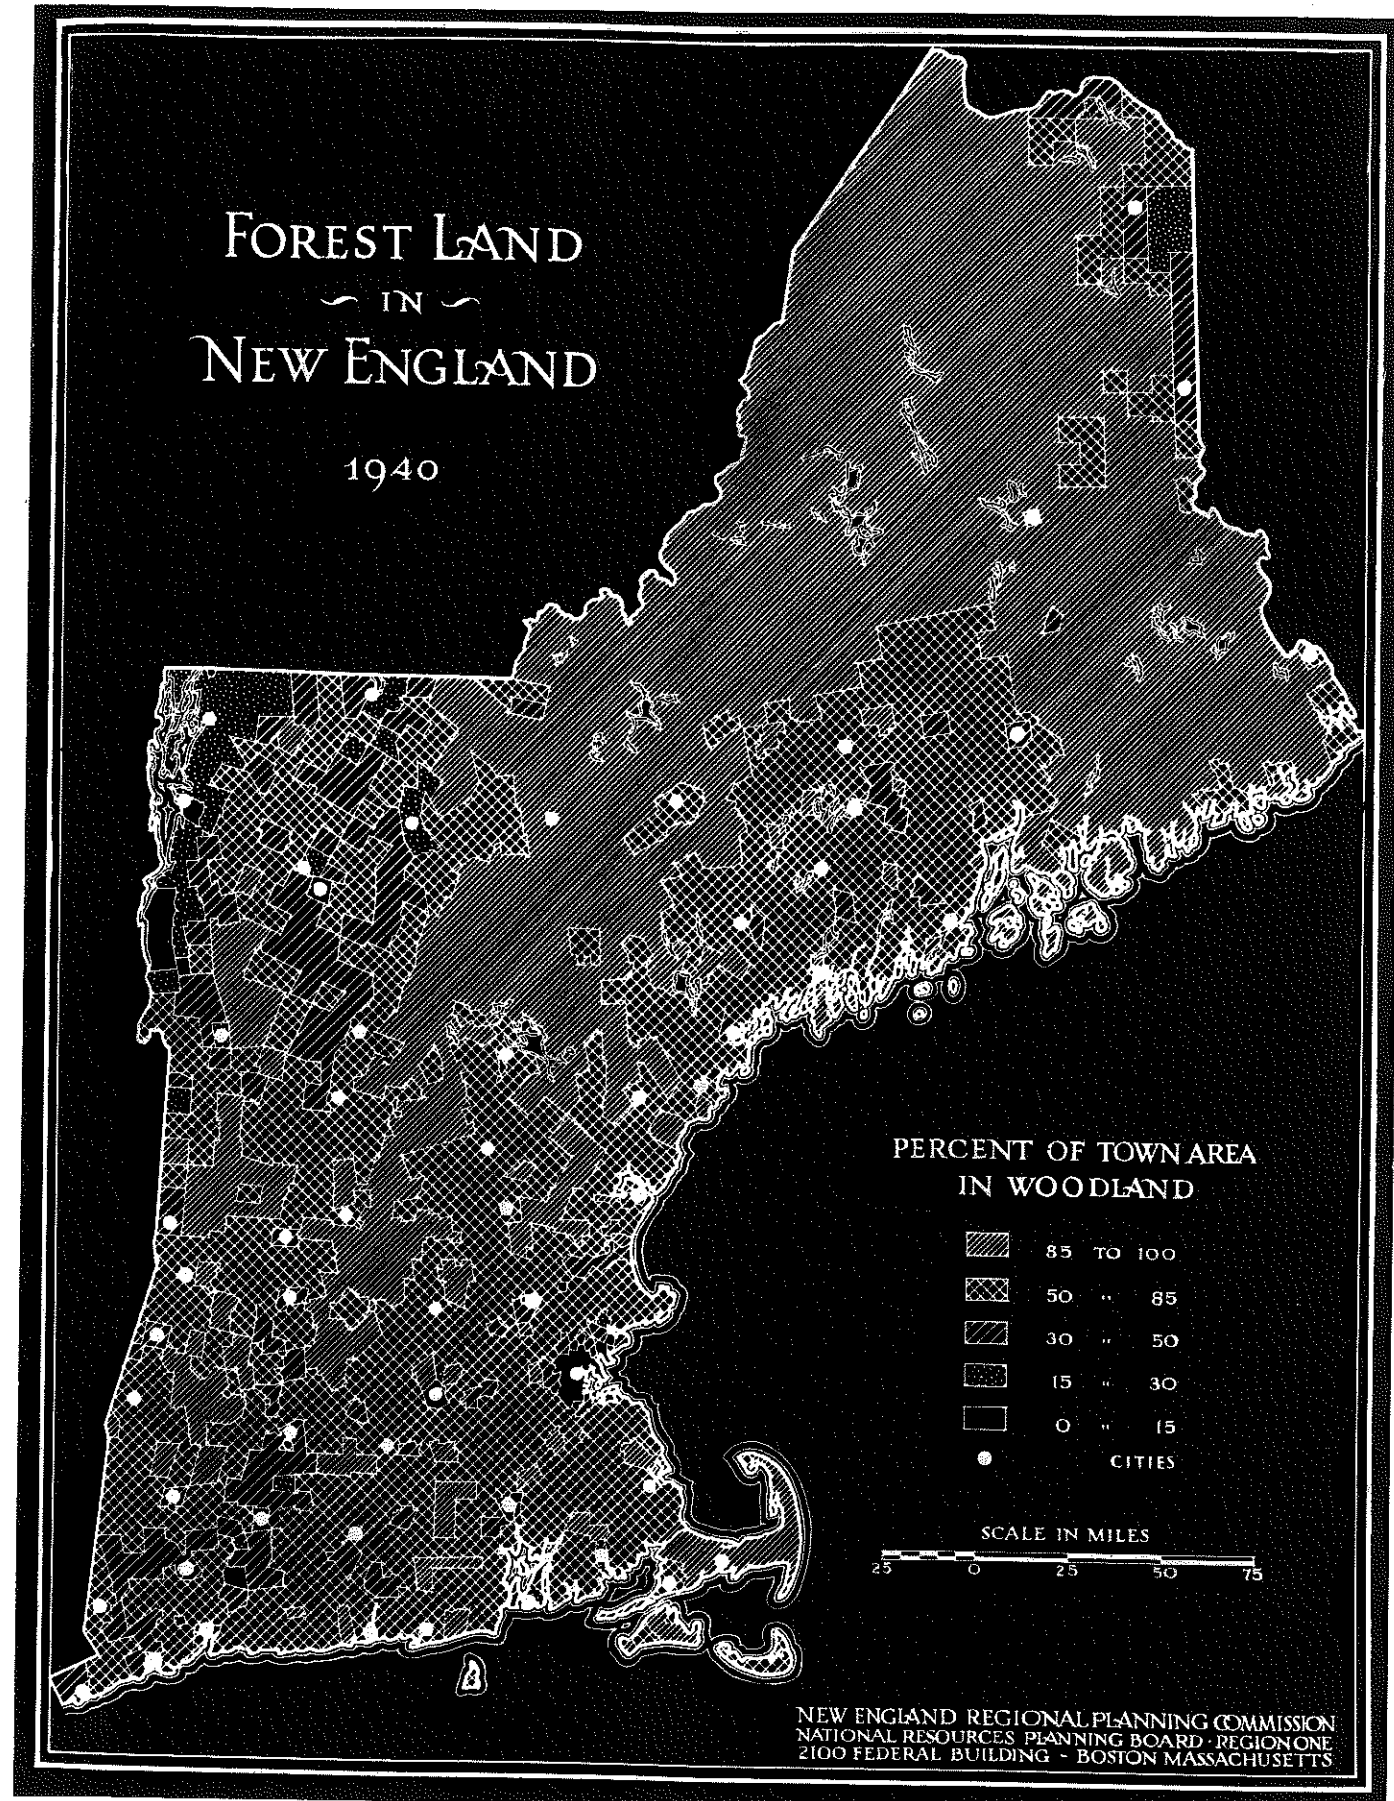 FOREST LAND
IN
NEW ENGLAND
1940
PERCENT OF TOWN AREA
IN WOODLAND
85 TO 100
50 " 85
30 " 50
15 " 30
0 " 15
CITIES
SCALE IN MILES
25 0 25 50 75
NEW ENGLAND REGIONAL PLANNING COMMISSION
NATIONAL RESOURCES PLANNING BOARD · REGION ONE
2100 FEDERAL BUILDING - BOSTON MASSACHUSETTS